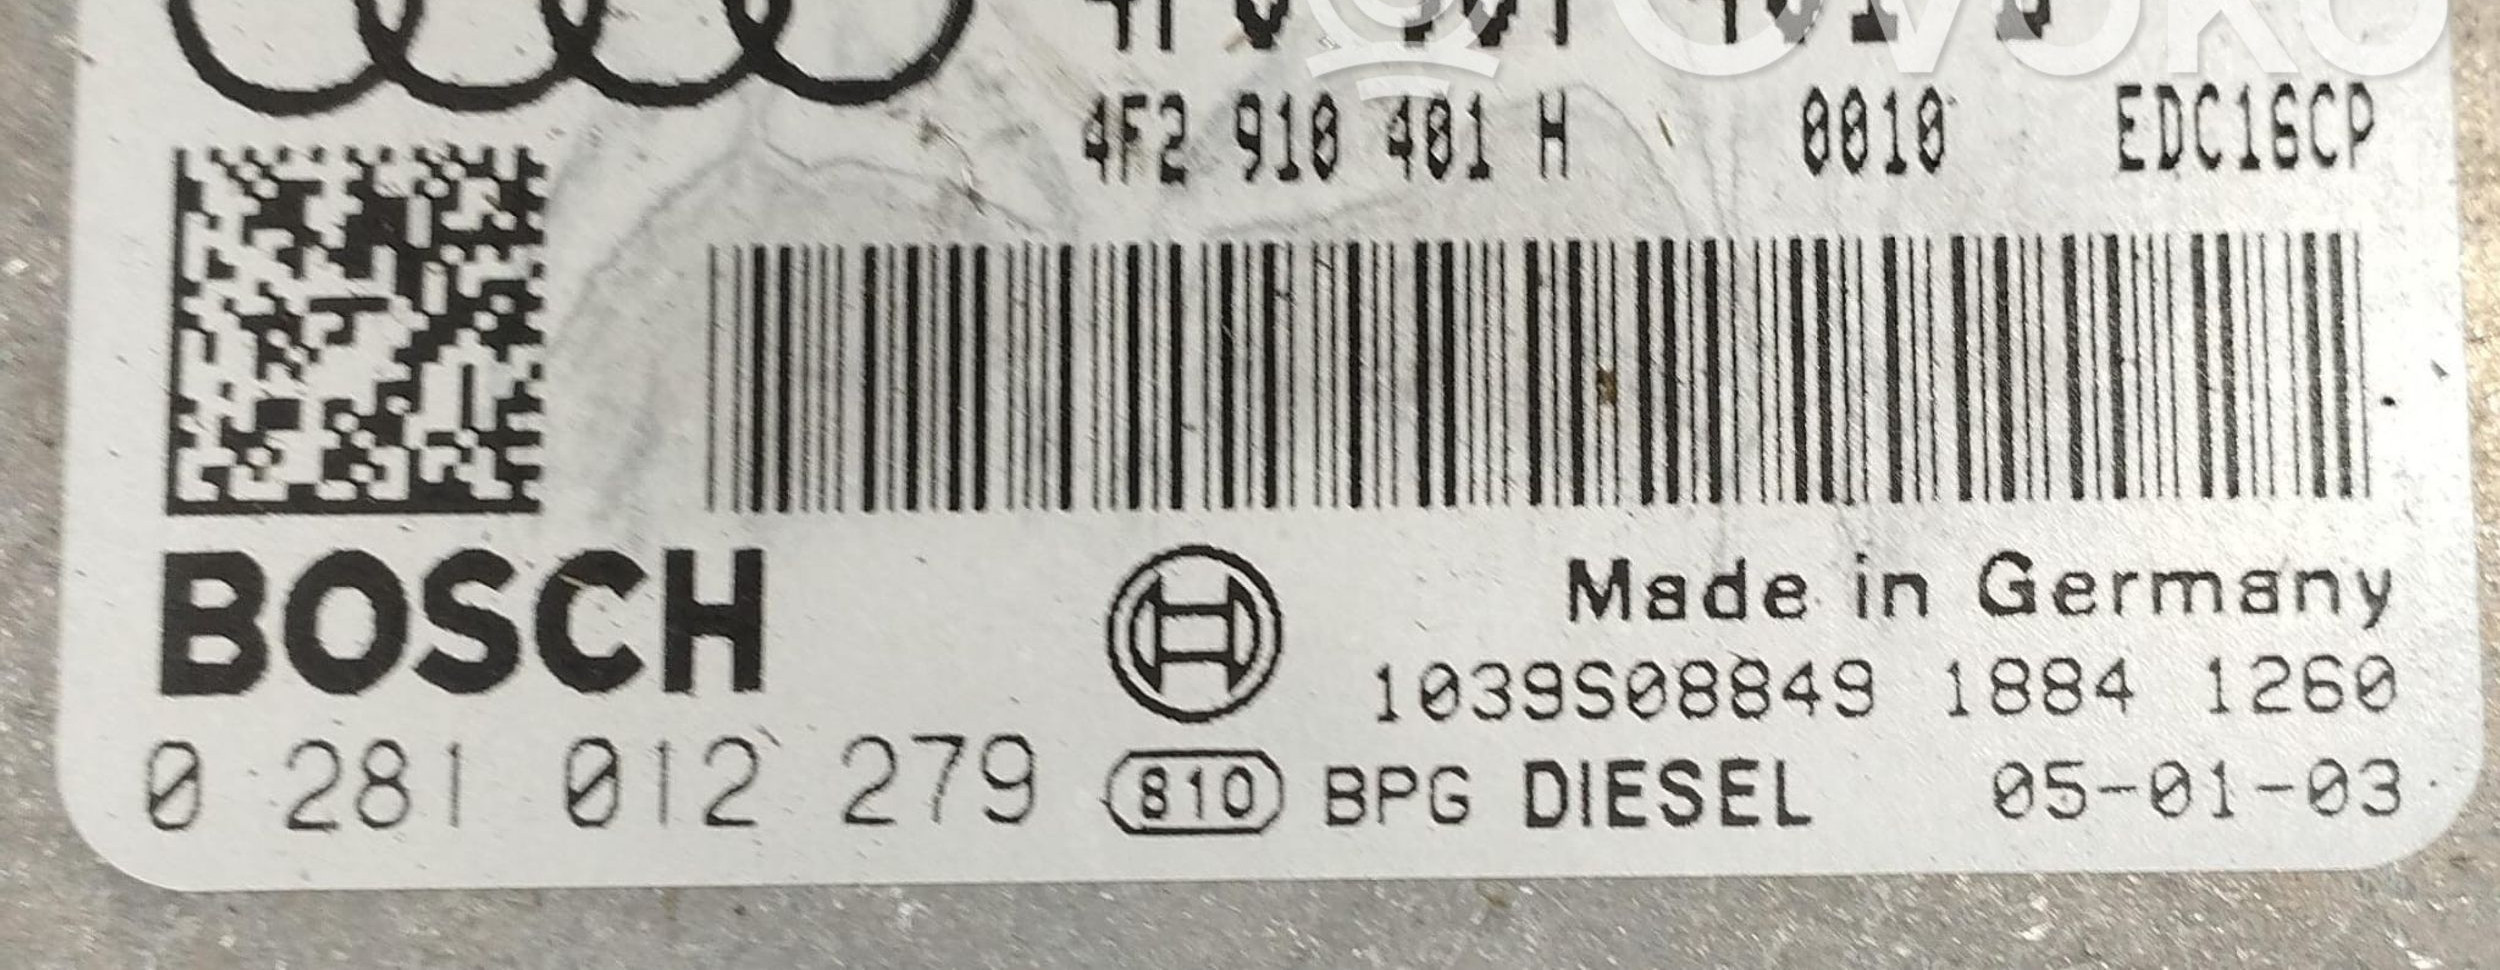 4F2 910 401 H 0010 EDC16CP
BOSCH
Made in Germany
1039S08849 1884 1260
0 281 012 279 810 BPG DIESEL 05-01-03